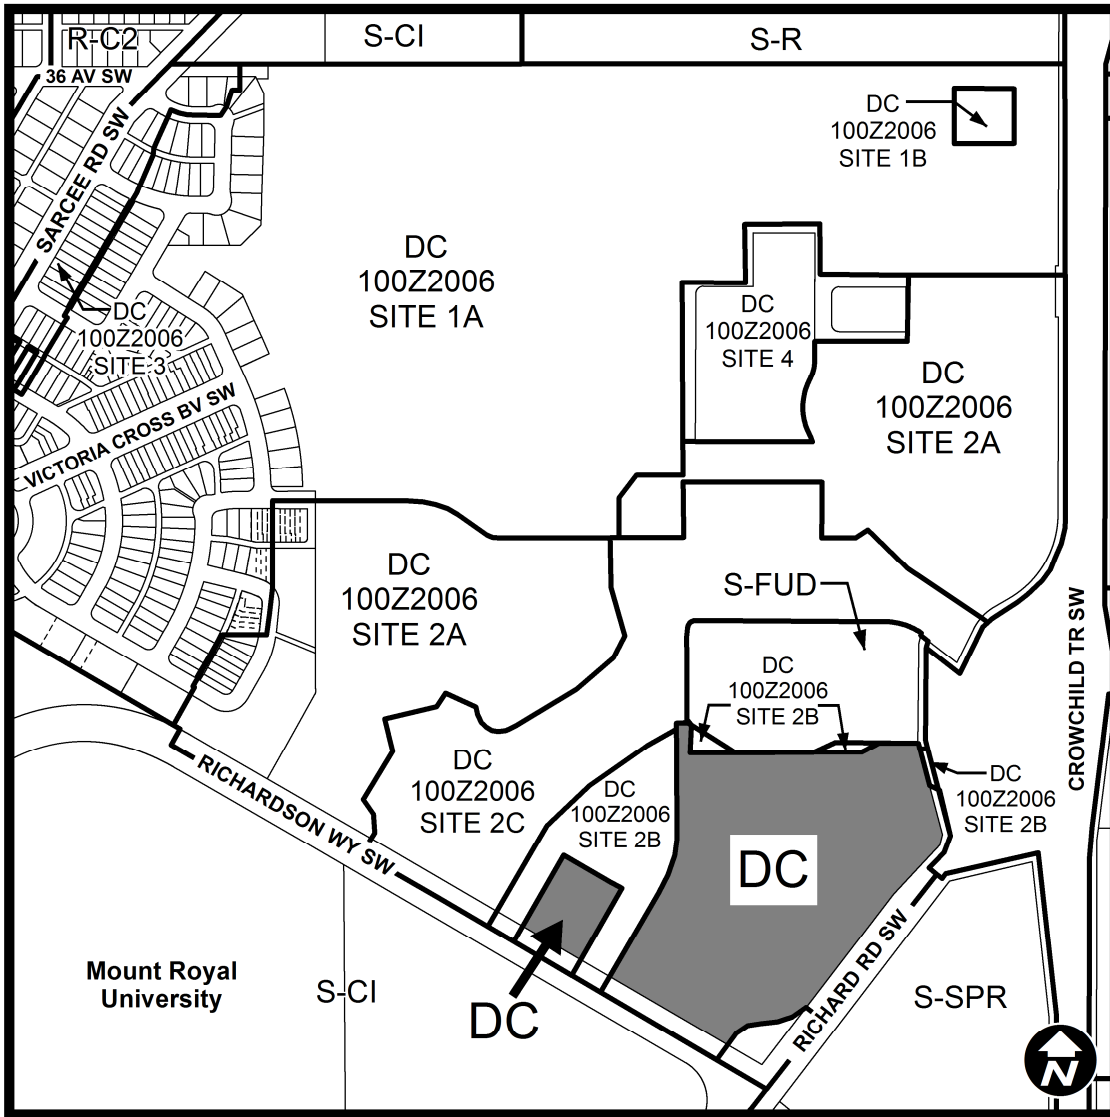 R-C2
S-CI
S-R
36 AV SW
SARCEE RD SW
DC
100Z2006
SITE 1B
DC
100Z2006
SITE 1A
DC
100Z2006
SITE 3
DC
100Z2006
SITE 4
DC
100Z2006
SITE 2A
VICTORIA CROSS BV SW
DC
100Z2006
SITE 2A
S-FUD
CROWCHILD TR SW
DC
100Z2006
SITE 2B
RICHARDSON WY SW
DC
100Z2006
SITE 2C
DC
100Z2006
SITE 2B
DC
100Z2006
SITE 2B
DC
DC
RICHARD RD SW
Mount Royal
University
S-CI
S-SPR
N